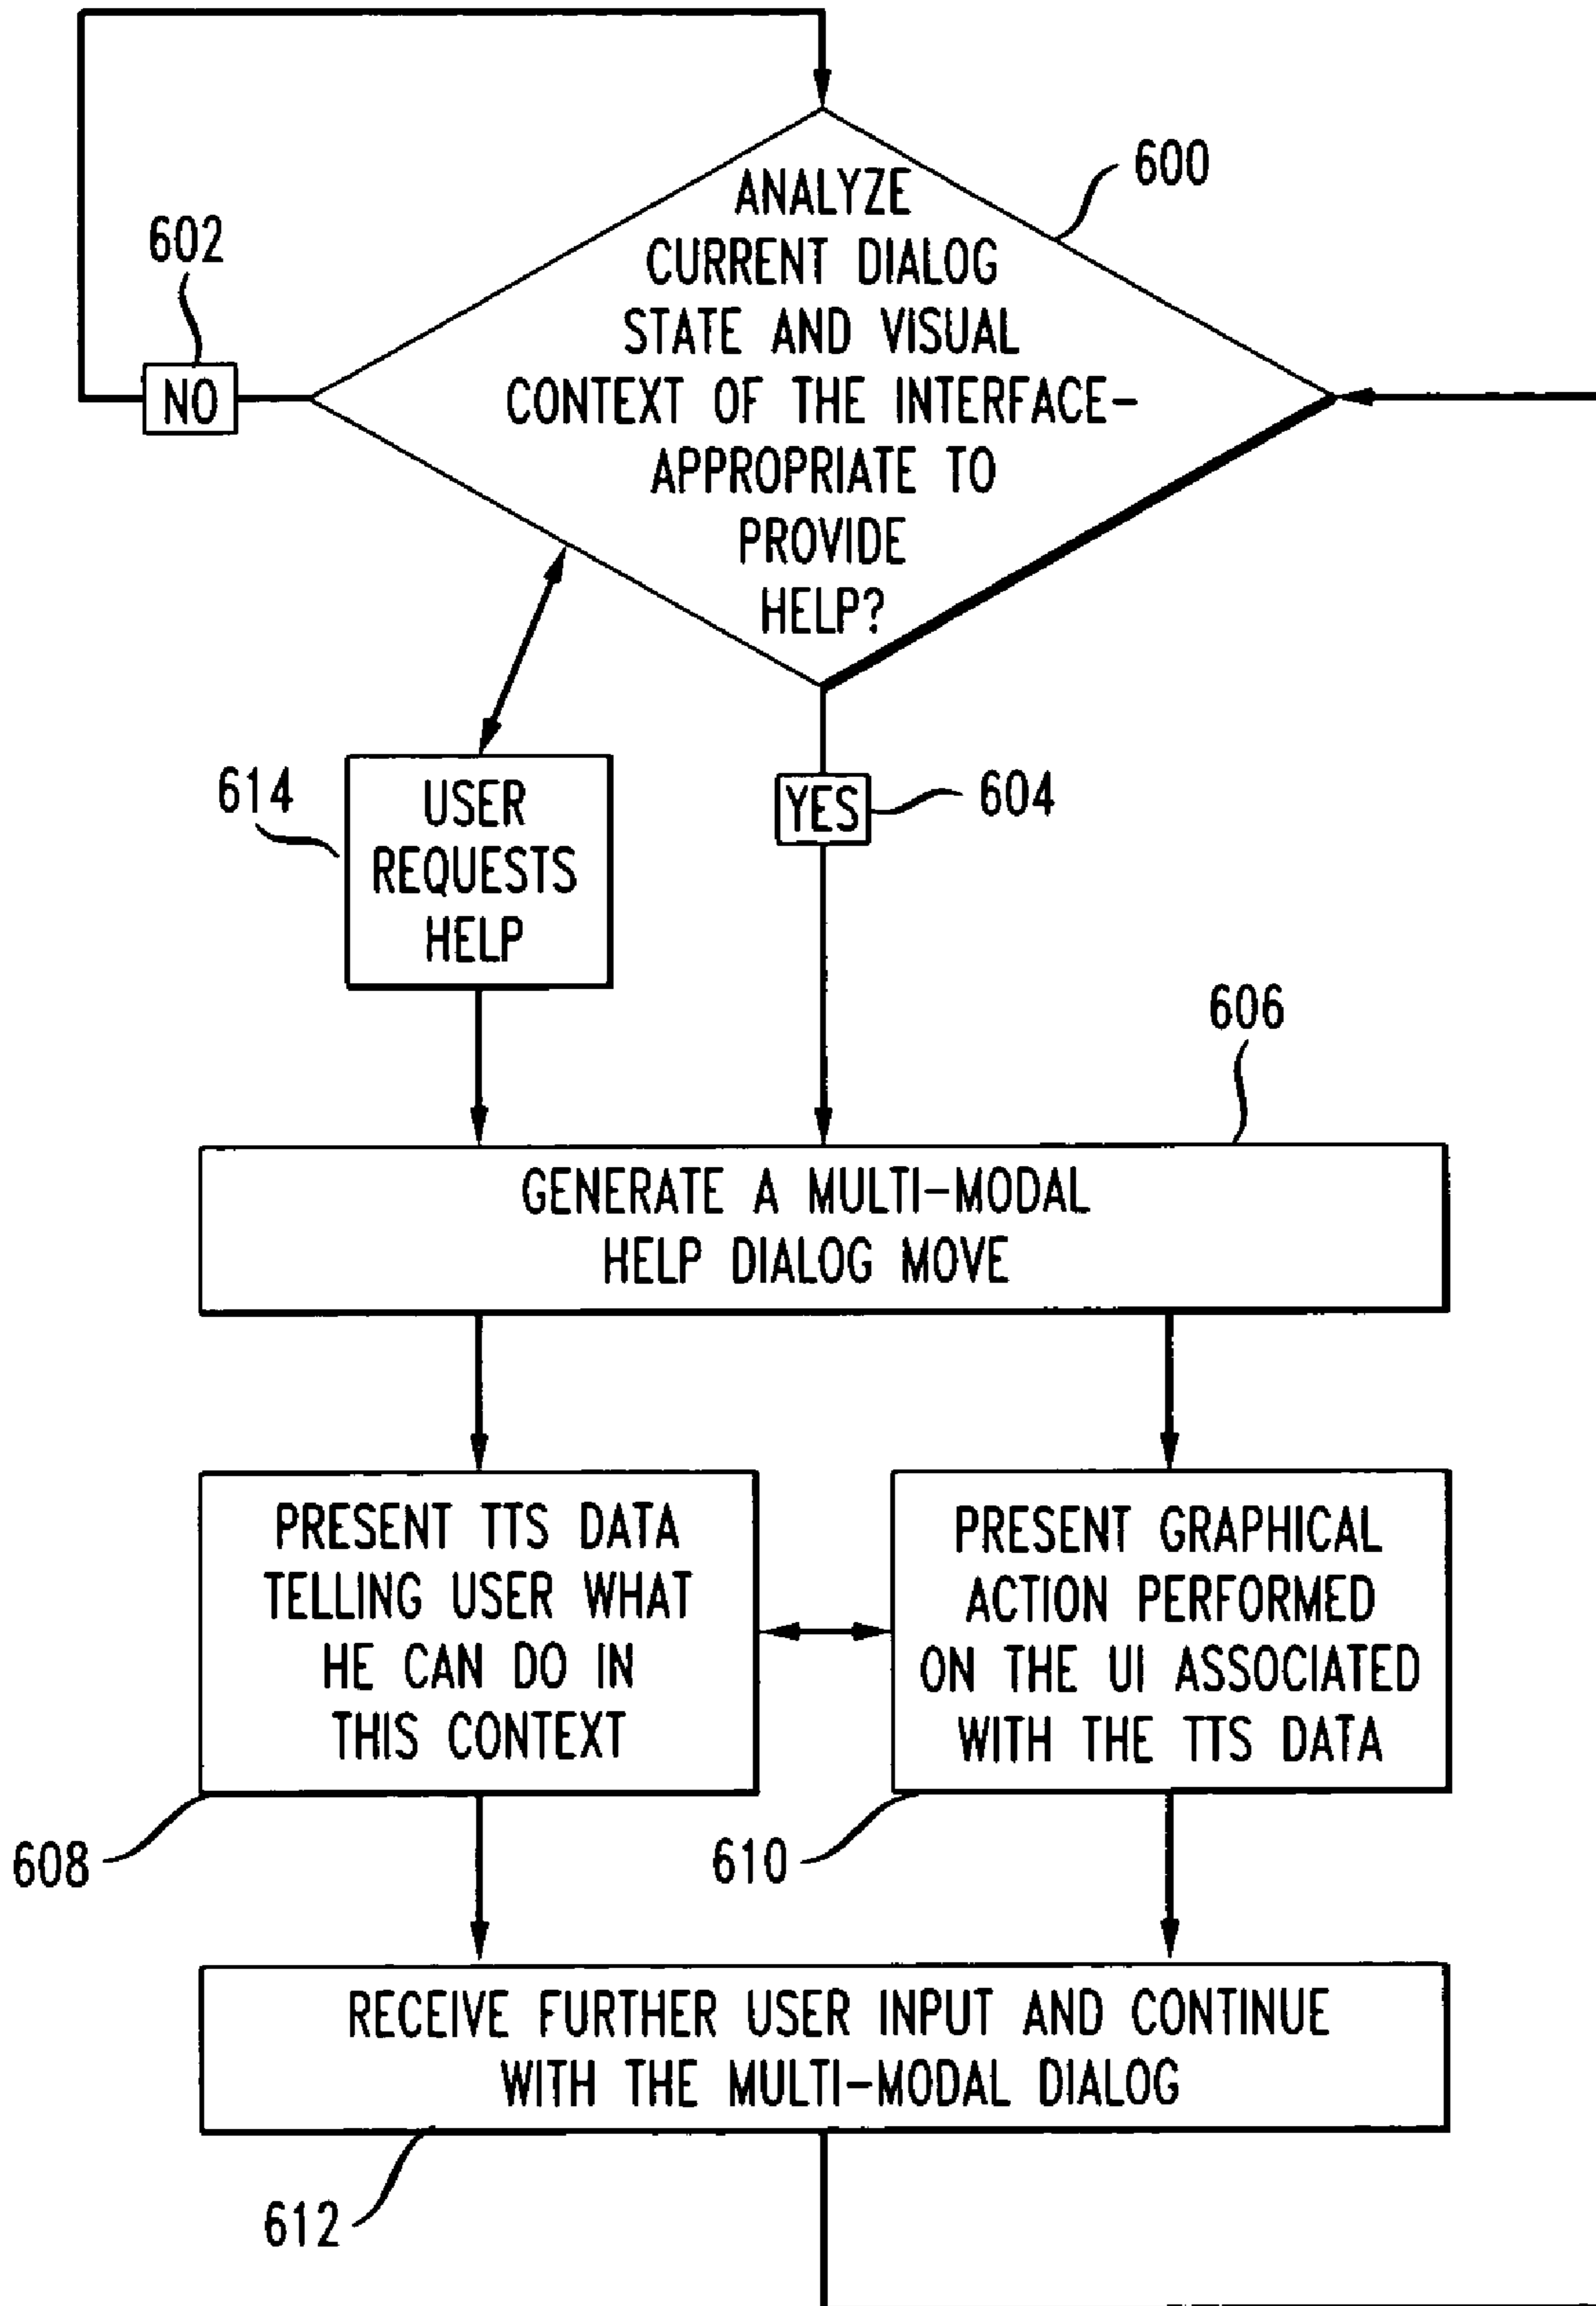 600
ANALYZE
CURRENT DIALOG
STATE AND VISUAL
CONTEXT OF THE INTERFACE-
APPROPRIATE TO
PROVIDE
HELP?
602
NO
614
USER
REQUESTS
HELP
YES
604
606
GENERATE A MULTI-MODAL
HELP DIALOG MOVE
PRESENT TTS DATA
TELLING USER WHAT
HE CAN DO IN
THIS CONTEXT
608
PRESENT GRAPHICAL
ACTION PERFORMED
ON THE UI ASSOCIATED
WITH THE TTS DATA
610
RECEIVE FURTHER USER INPUT AND CONTINUE
WITH THE MULTI-MODAL DIALOG
612